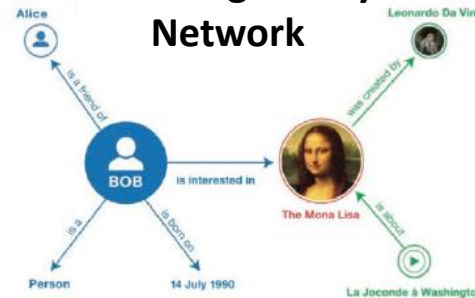 Network
Alice
Leonardo Da Vin
is a friend of
was created by
BOB
is interested in
The Mona Lisa
is a
is born on
is about
Person
14 July 1990
La Joconde à Washingto